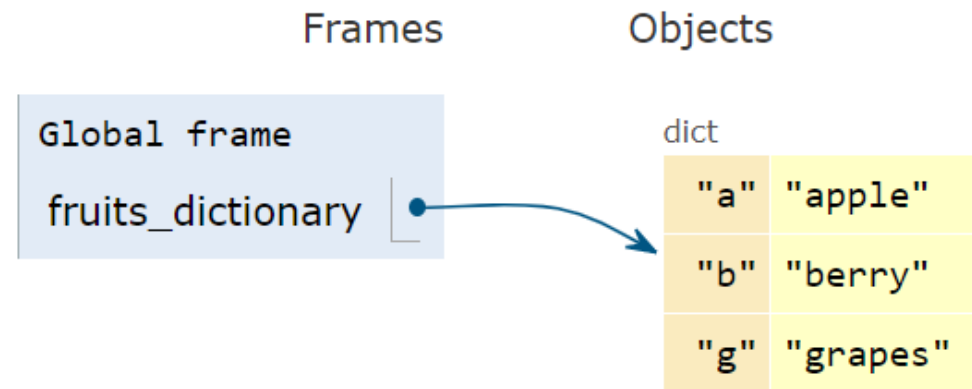 Frames Objects
Global frame
dict
fruits_dictionary
"a" "apple"
"b" "berry"
"g" "grapes"